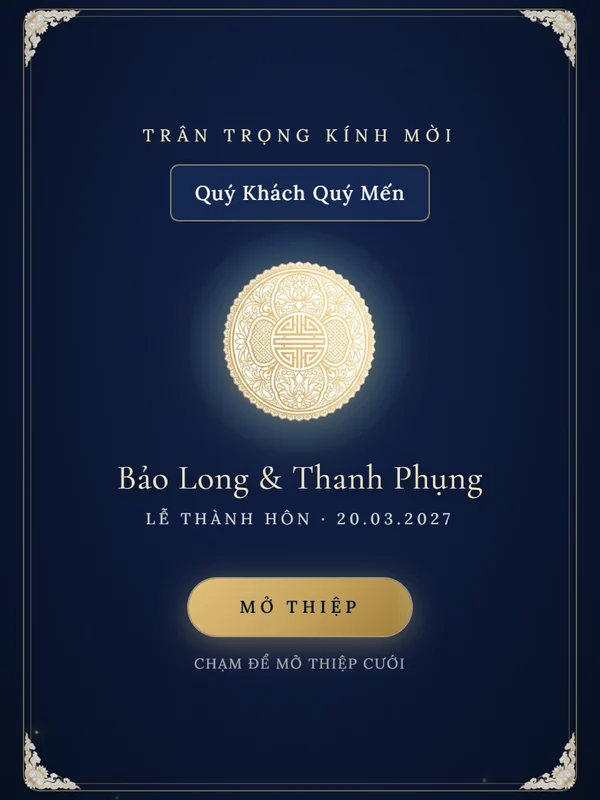 TRÂN TRỌNG KÍNH MỜI
Quý Khách Quý Mến
Bảo Long & Thanh Phụng
LỄ THÀNH HÔN · 20.03.2027
MỞ THIỆP
CHẠM ĐỂ MỞ THIỆP CƯỚI